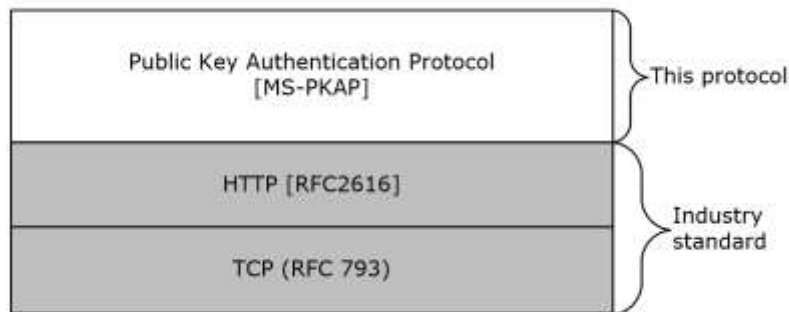 Public Key Authentication Protocol
[MS-PKAP]
This protocol
HTTP [RFC2616]
Industry
standard
TCP (RFC 793)